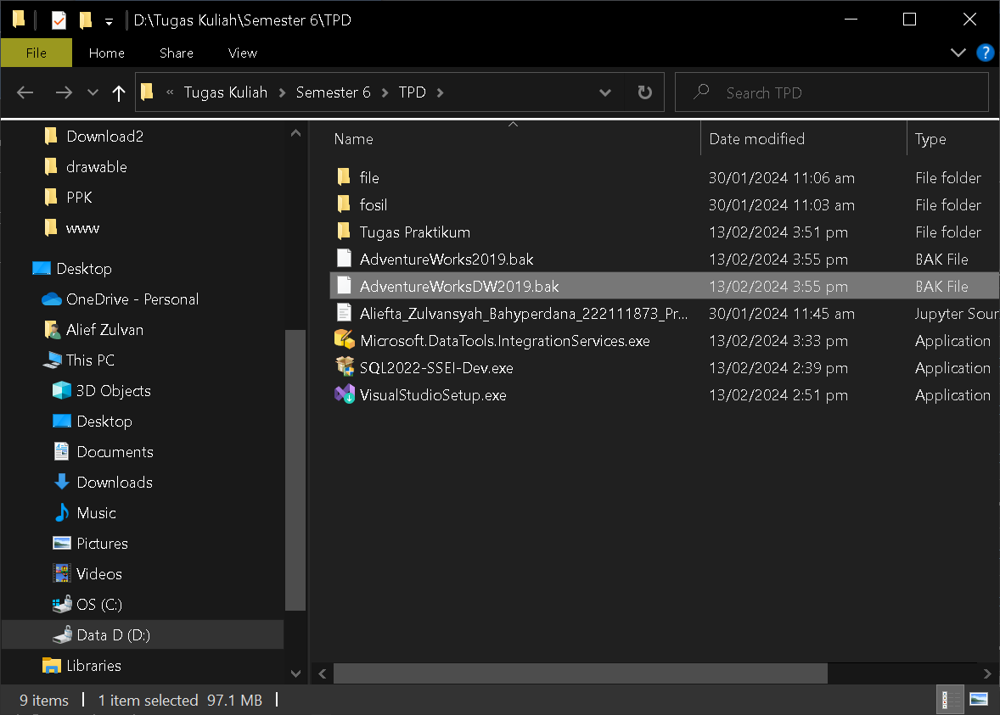 D:\Tugas Kuliah\Semester 6\TPD
File Home Share View ?
« Tugas Kuliah > Semester 6 > TPD > Search TPD
Download2
drawable
PPK
www
Desktop
OneDrive - Personal
Alief Zulvan
This PC
3D Objects
Desktop
Documents
Downloads
Music
Pictures
Videos
OS (C:)
Data D (D:)
Libraries
Name Date modified Type
file 30/01/2024 11:06 am File folder
fosil 30/01/2024 11:03 am File folder
Tugas Praktikum 13/02/2024 3:51 pm File folder
AdventureWorks2019.bak 13/02/2024 3:55 pm BAK File
AdventureWorksDW2019.bak 13/02/2024 3:55 pm BAK File
Aliefta_Zulvansyah_Bahyperdana_222111873_Pr... 30/01/2024 11:45 am Jupyter Sour
Microsoft.DataTools.IntegrationServices.exe 13/02/2024 3:33 pm Application
SQL2022-SSEI-Dev.exe 13/02/2024 2:39 pm Application
VisualStudioSetup.exe 13/02/2024 2:51 pm Application
9 items 1 item selected 97.1 MB